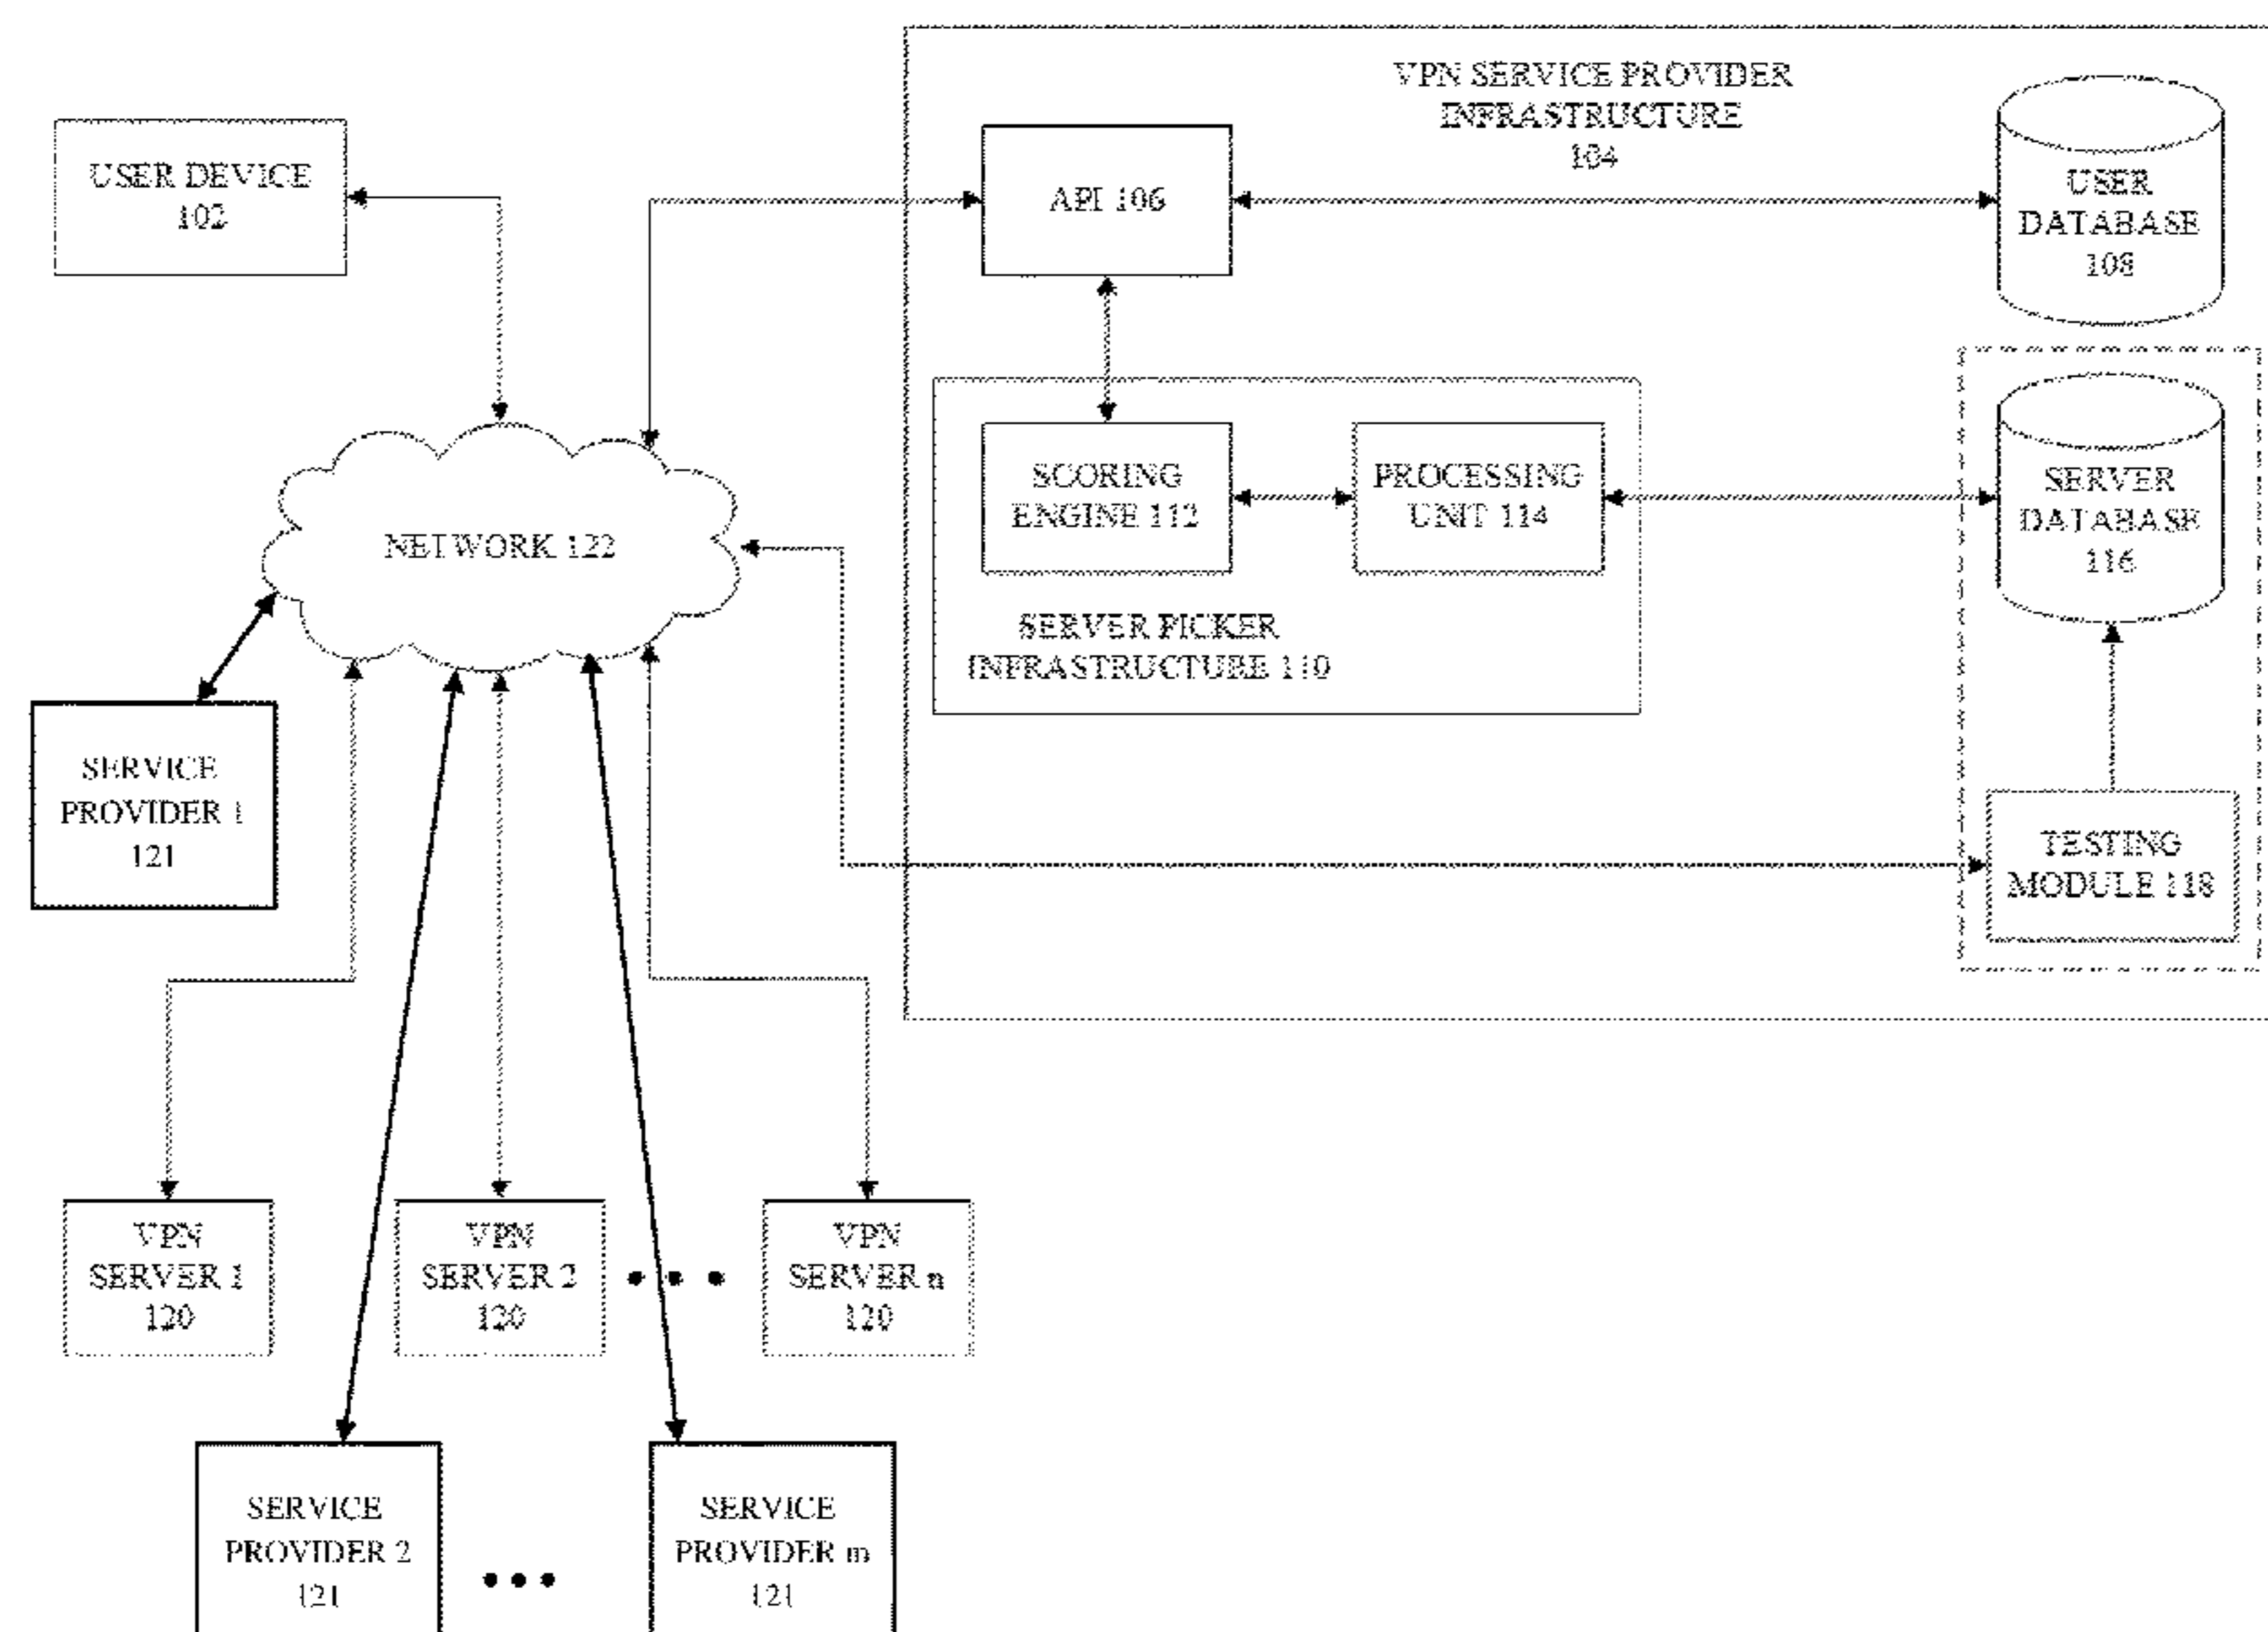 VPN SERVICE PROVIDER
INFRASTRUCTURE
104
USER DEVICE
102
API 106
USER
DATABASE
108
NETWORK 122
SCORING
ENGINE 112
PROCESSING
UNIT 114
SERVER PICKER
INFRASTRUCTURE 110
SERVER
DATABASE
116
TESTING
MODULE 118
SERVICE
PROVIDER 1
121
VPN
SERVER 1
120
VPN
SERVER 2
120
VPN
SERVER n
120
SERVICE
PROVIDER 2
121
SERVICE
PROVIDER m
121